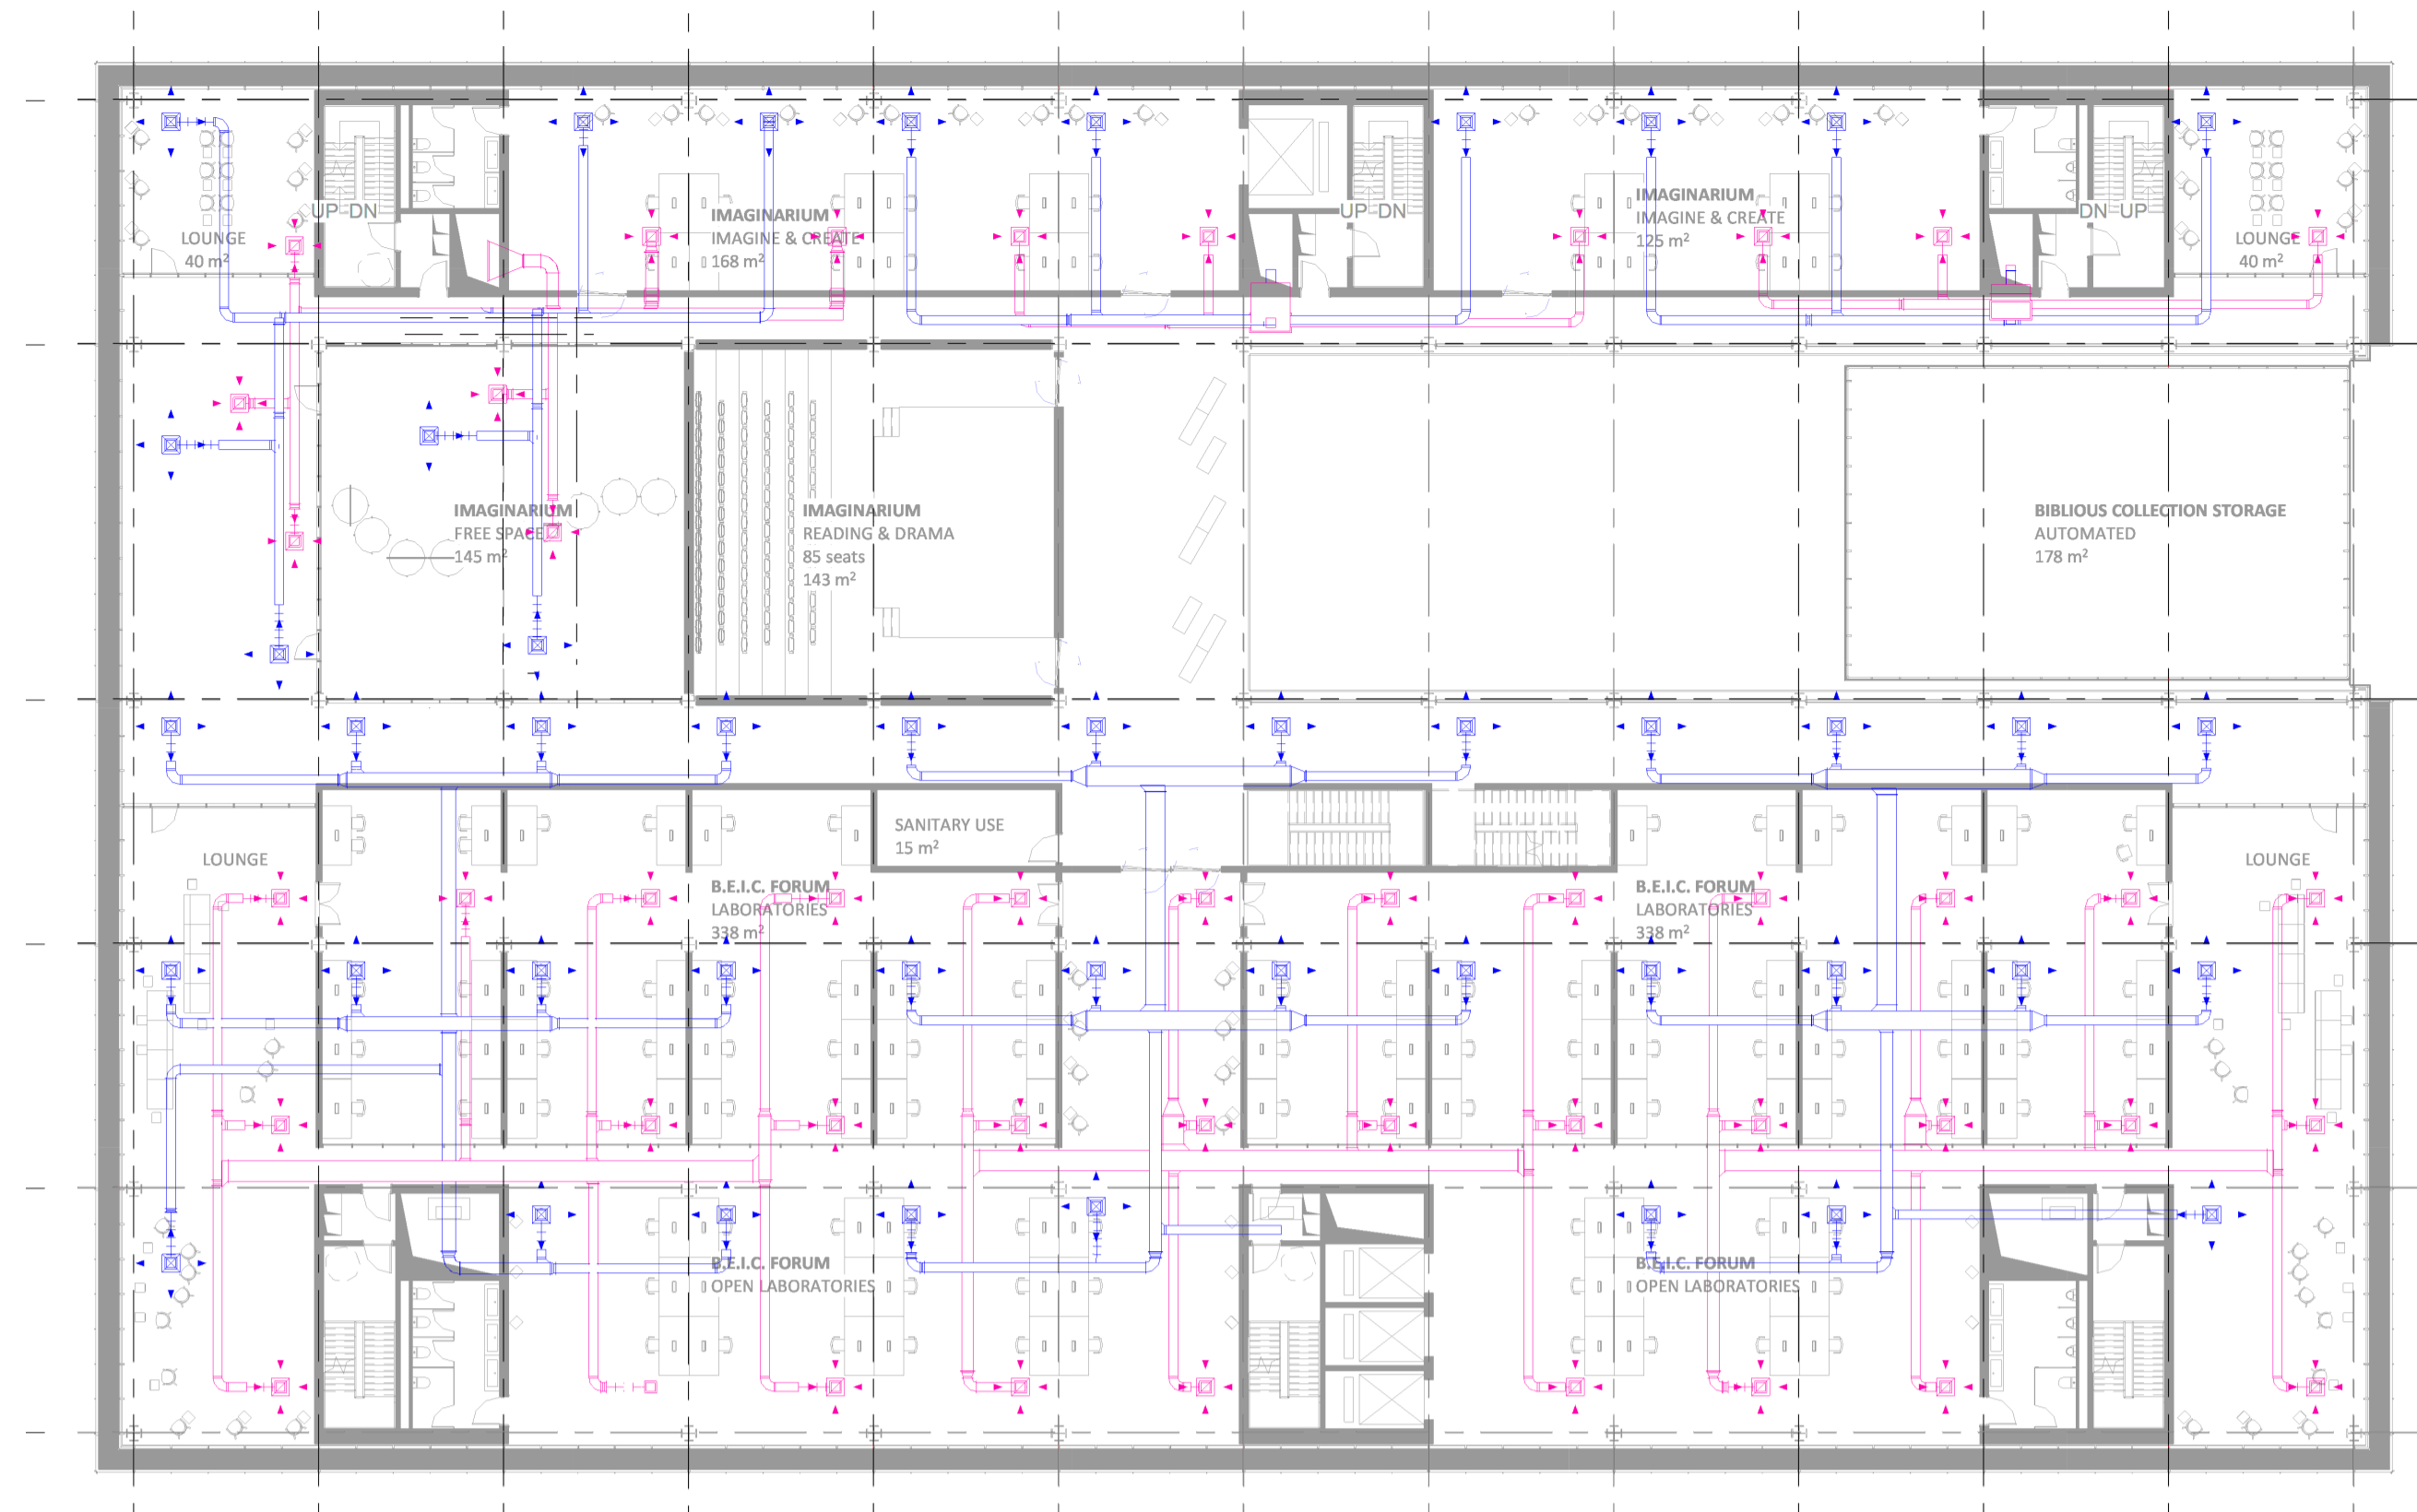 UP DN
LOUNGE
40 m²
IMAGINARIUM
IMAGINE & CREATE
168 m²
UP DN
IMAGINARIUM
IMAGINE & CREATE
125 m²
DN UP
LOUNGE
40 m²
IMAGINARIUM
FREE SPACE
145 m²
IMAGINARIUM
READING & DRAMA
85 seats
143 m²
BIBLIOUS COLLECTION STORAGE
AUTOMATED
178 m²
LOUNGE
SANITARY USE
15 m²
B.E.I.C. FORUM
LABORATORIES
338 m²
B.E.I.C. FORUM
LABORATORIES
338 m²
LOUNGE
B.E.I.C. FORUM
OPEN LABORATORIES
B.E.I.C. FORUM
OPEN LABORATORIES